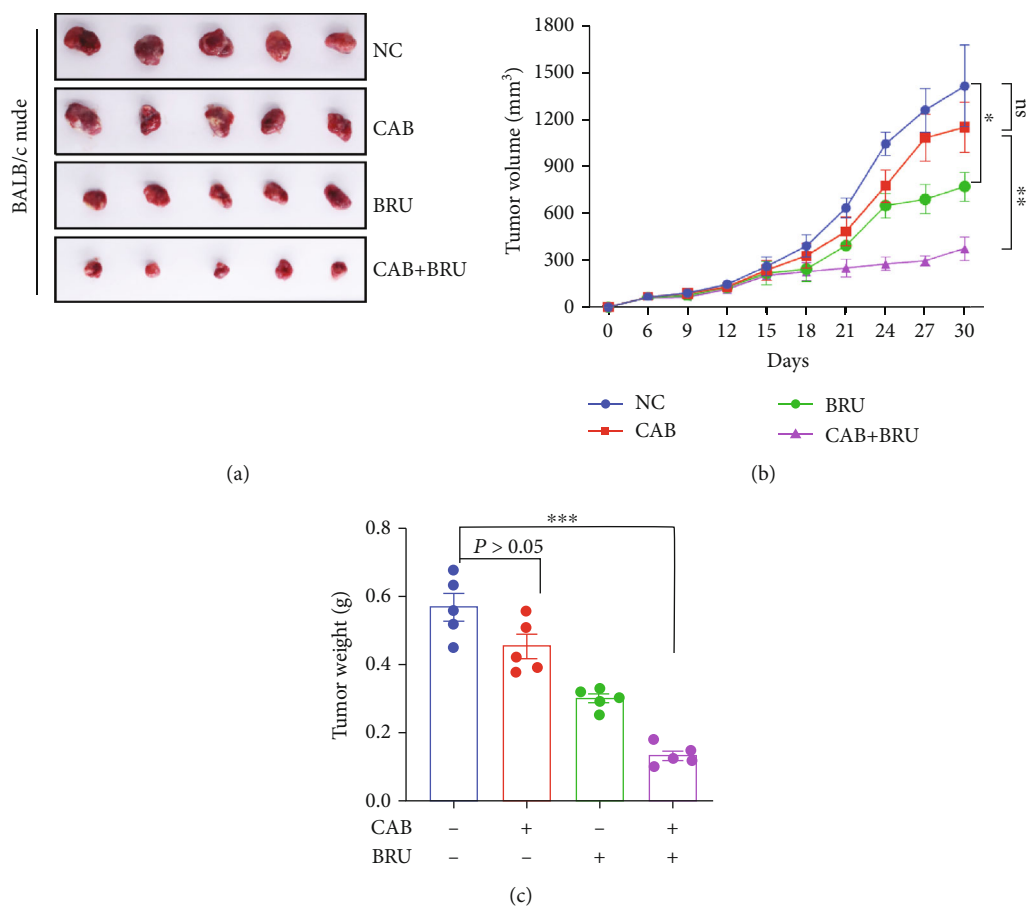 BALB/c nude
NC
CAB
BRU
CAB+BRU
(a)
Tumor volume (mm³)
1800
1500
1200
900
600
300
0
0 6 9 12 15 18 21 24 27 30
Days
*
ns
**
NC
CAB
BRU
CAB+BRU
(b)
Tumor weight (g)
0.8
0.6
0.4
0.2
0.0
***
P > 0.05
CAB – + – +
BRU – – + +
(c)